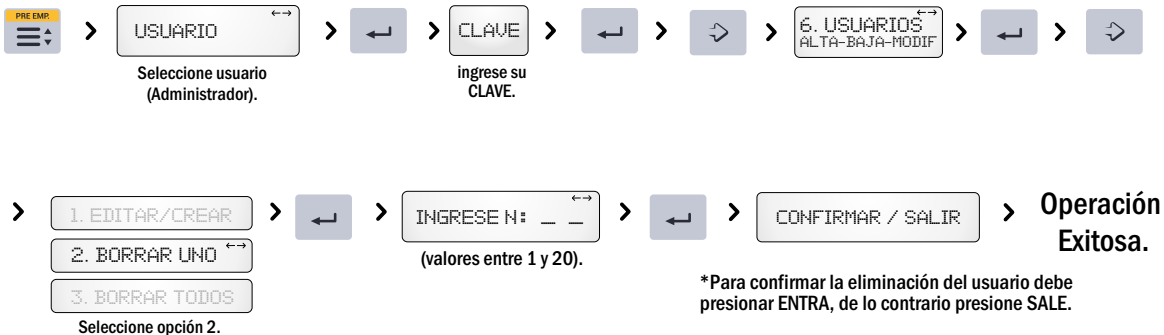 PRE EMP.
USUARIO
CLAVE
6. USUARIOS
ALTA-BAJA-MODIF
Seleccione usuario
(Administrador).
ingrese su
CLAVE.
1. EDITAR/CREAR
2. BORRAR UNO
3. BORRAR TODOS
Seleccione opción 2.
INGRESE N: _ _
(valores entre 1 y 20).
CONFIRMAR / SALIR
Operación
Exitosa.
*Para confirmar la eliminación del usuario debe
presionar ENTRA, de lo contrario presione SALE.